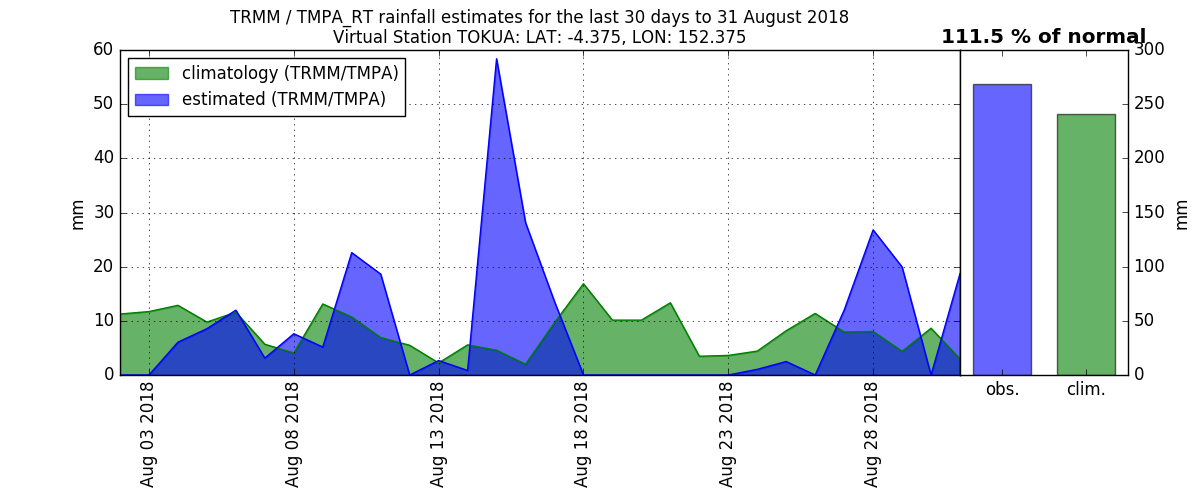 TRMM / TMPA_RT rainfall estimates for the last 30 days to 31 August 2018
Virtual Station TOKUA: LAT: -4.375, LON: 152.375
111.5 % of normal
climatology (TRMM/TMPA)
estimated (TRMM/TMPA)
60
50
40
30
20
10
0
mm
Aug 03 2018
Aug 08 2018
Aug 13 2018
Aug 18 2018
Aug 23 2018
Aug 28 2018
obs.
clim.
300
250
200
150
100
50
0
mm